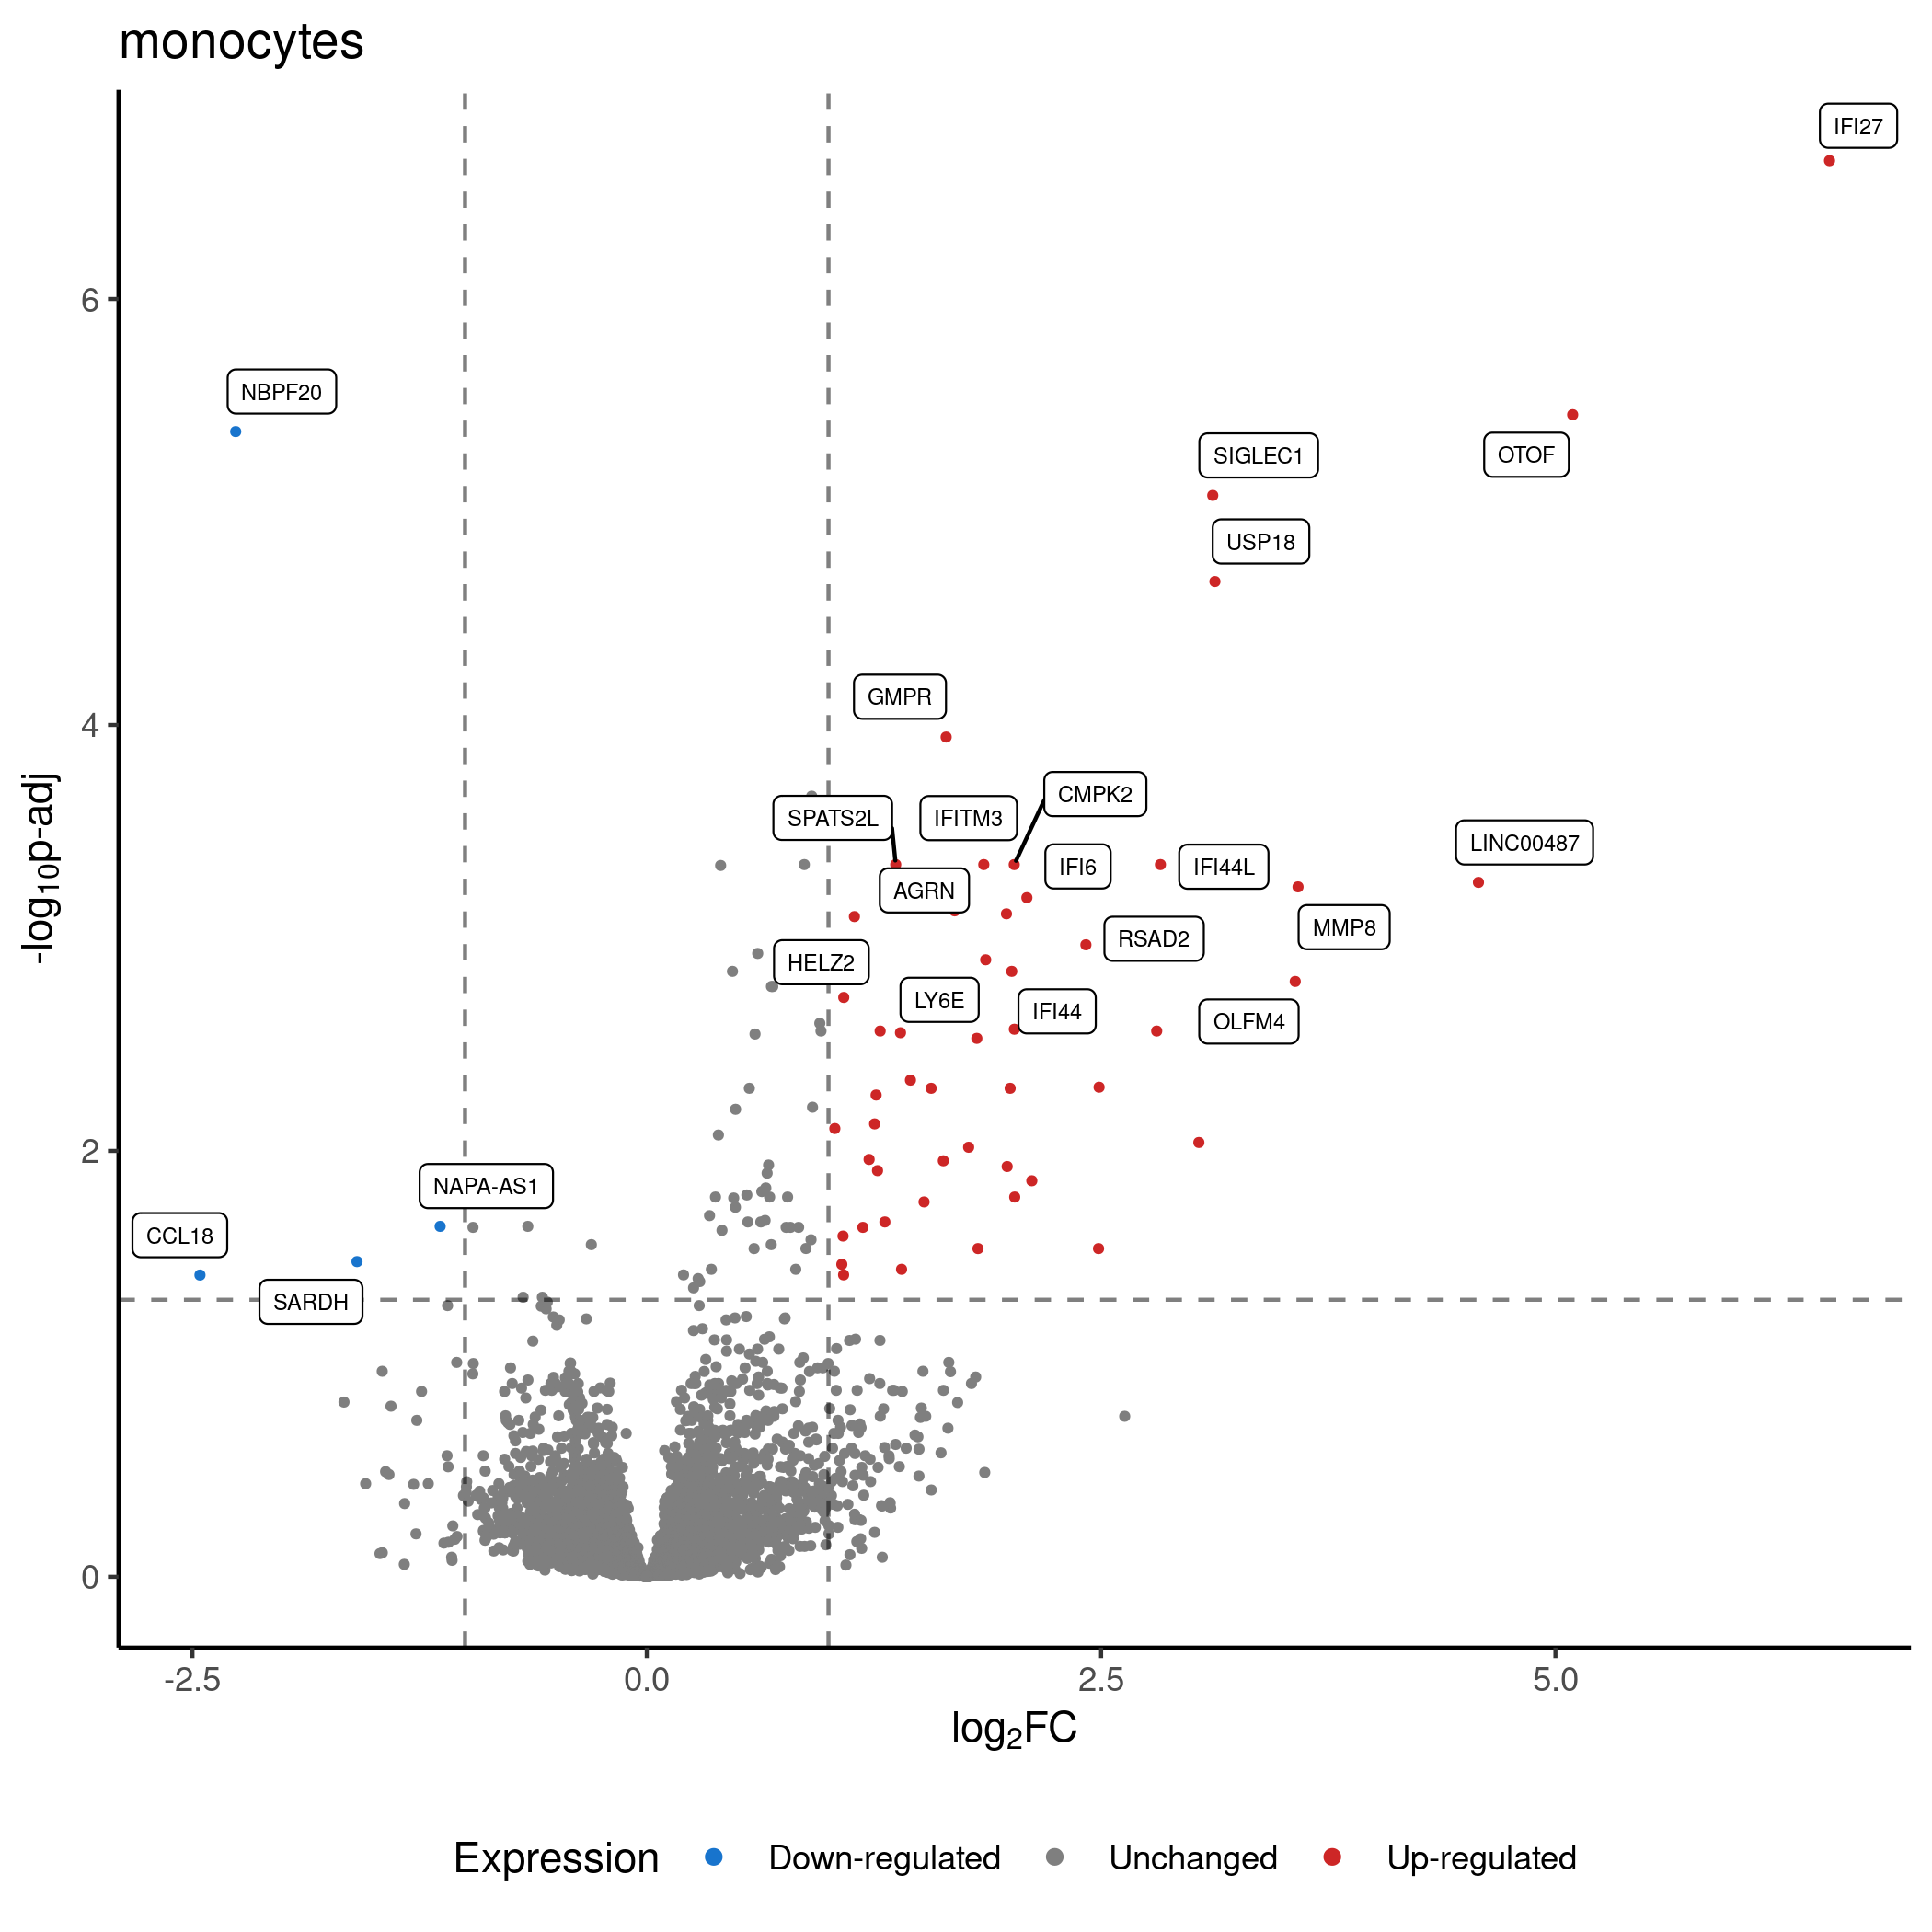 monocytes
IFI27
6
NBPF20
SIGLEC1
OTOF
USP18
GMPR
4
CMPK2
SPATS2L
IFITM3
LINC00487
IFI6
IFI44L
AGRN
MMP8
RSAD2
HELZ2
LY6E
IFI44
OLFM4
2
NAPA-AS1
CCL18
SARDH
0
-log10p-adj
-2.5 0.0 2.5 5.0
log2FC
Expression Down-regulated Unchanged Up-regulated